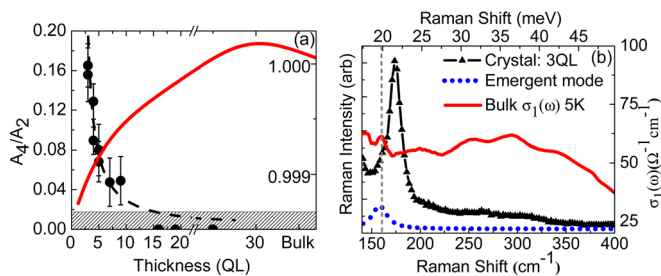 (a)
0.20
0.16
0.12
0.08
0.04
0.00
A4/A2
1.000
0.999
1 5 10 15 20 30 Bulk
Thickness (QL)
Raman Shift (meV)
20 25 30 35 40 45
(b)
Crystal: 3QL
Emergent mode
Bulk σ1(ω) 5K
Raman Intensity (arb)
100
75
50
25
σ1(ω)(Ω-1 cm-1)
150 200 250 300 350 400
Raman Shift (cm-1)